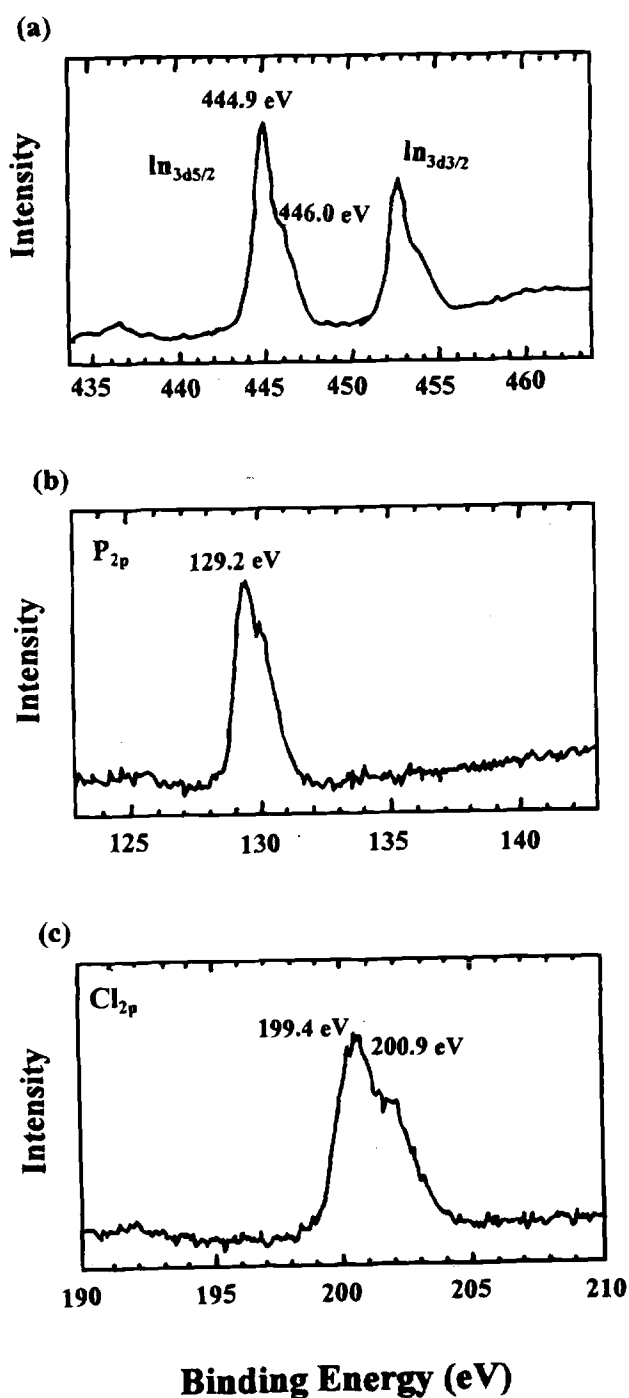 (a)
444.9 eV
In3d5/2
In3d3/2
446.0 eV
Intensity
435 440 445 450 455 460
(b)
P2p
129.2 eV
Intensity
125 130 135 140
(c)
Cl2p
199.4 eV
200.9 eV
Intensity
190 195 200 205 210
Binding Energy (eV)